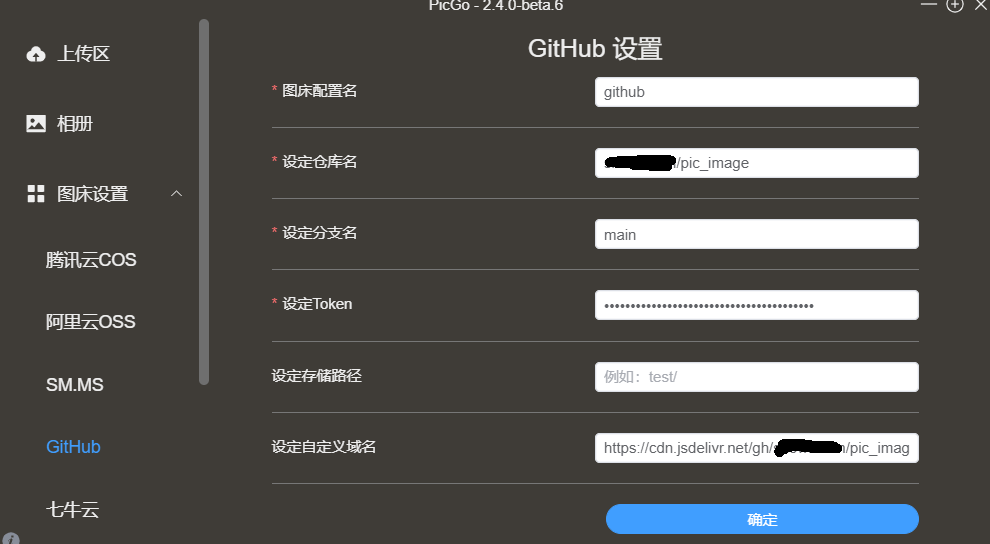 PicGo - 2.4.0-beta.6
上传区
相册
图床设置
腾讯云COS
阿里云OSS
SM.MS
GitHub
七牛云
GitHub 设置
* 图床配置名
github
* 设定仓库名
/pic_image
* 设定分支名
main
* 设定Token
设定存储路径
例如：test/
设定自定义域名
https://cdn.jsdelivr.net/gh/ /pic_imag
确定